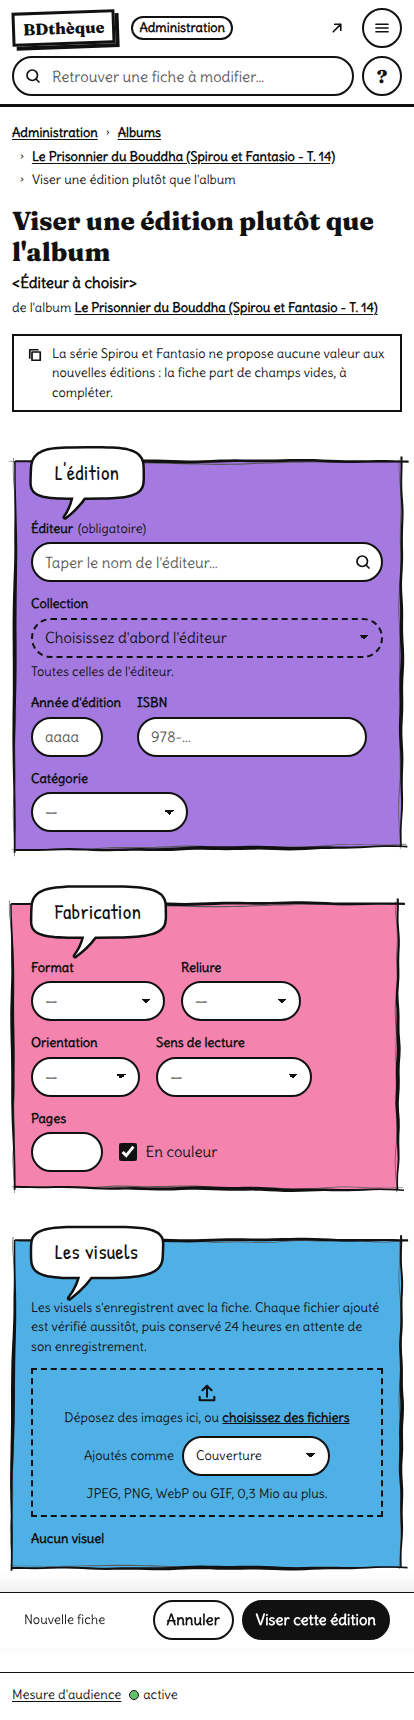 BDthèque
Administration
Retrouver une fiche à modifier...
?
Administration › Albums
› Le Prisonnier du Bouddha (Spirou et Fantasio - T. 14)
› Viser une édition plutôt que l'album
Viser une édition plutôt que
l'album
<Éditeur à choisir>
de l'album Le Prisonnier du Bouddha (Spirou et Fantasio - T. 14)
La série Spirou et Fantasio ne propose aucune valeur aux
nouvelles éditions : la fiche part de champs vides, à
compléter.
L'édition
Éditeur (obligatoire)
Taper le nom de l'éditeur...
Collection
Choisissez d'abord l'éditeur
Toutes celles de l'éditeur.
Année d'édition ISBN
aaaa 978-...
Catégorie
—
Fabrication
Format Reliure
— —
Orientation Sens de lecture
— —
Pages
En couleur
Les visuels
Les visuels s'enregistrent avec la fiche. Chaque fichier ajouté
est vérifié aussitôt, puis conservé 24 heures en attente de
son enregistrement.
Déposez des images ici, ou choisissez des fichiers
Ajoutés comme Couverture
JPEG, PNG, WebP ou GIF, 0,3 Mio au plus.
Aucun visuel
Nouvelle fiche Annuler Viser cette édition
Mesure d'audience active